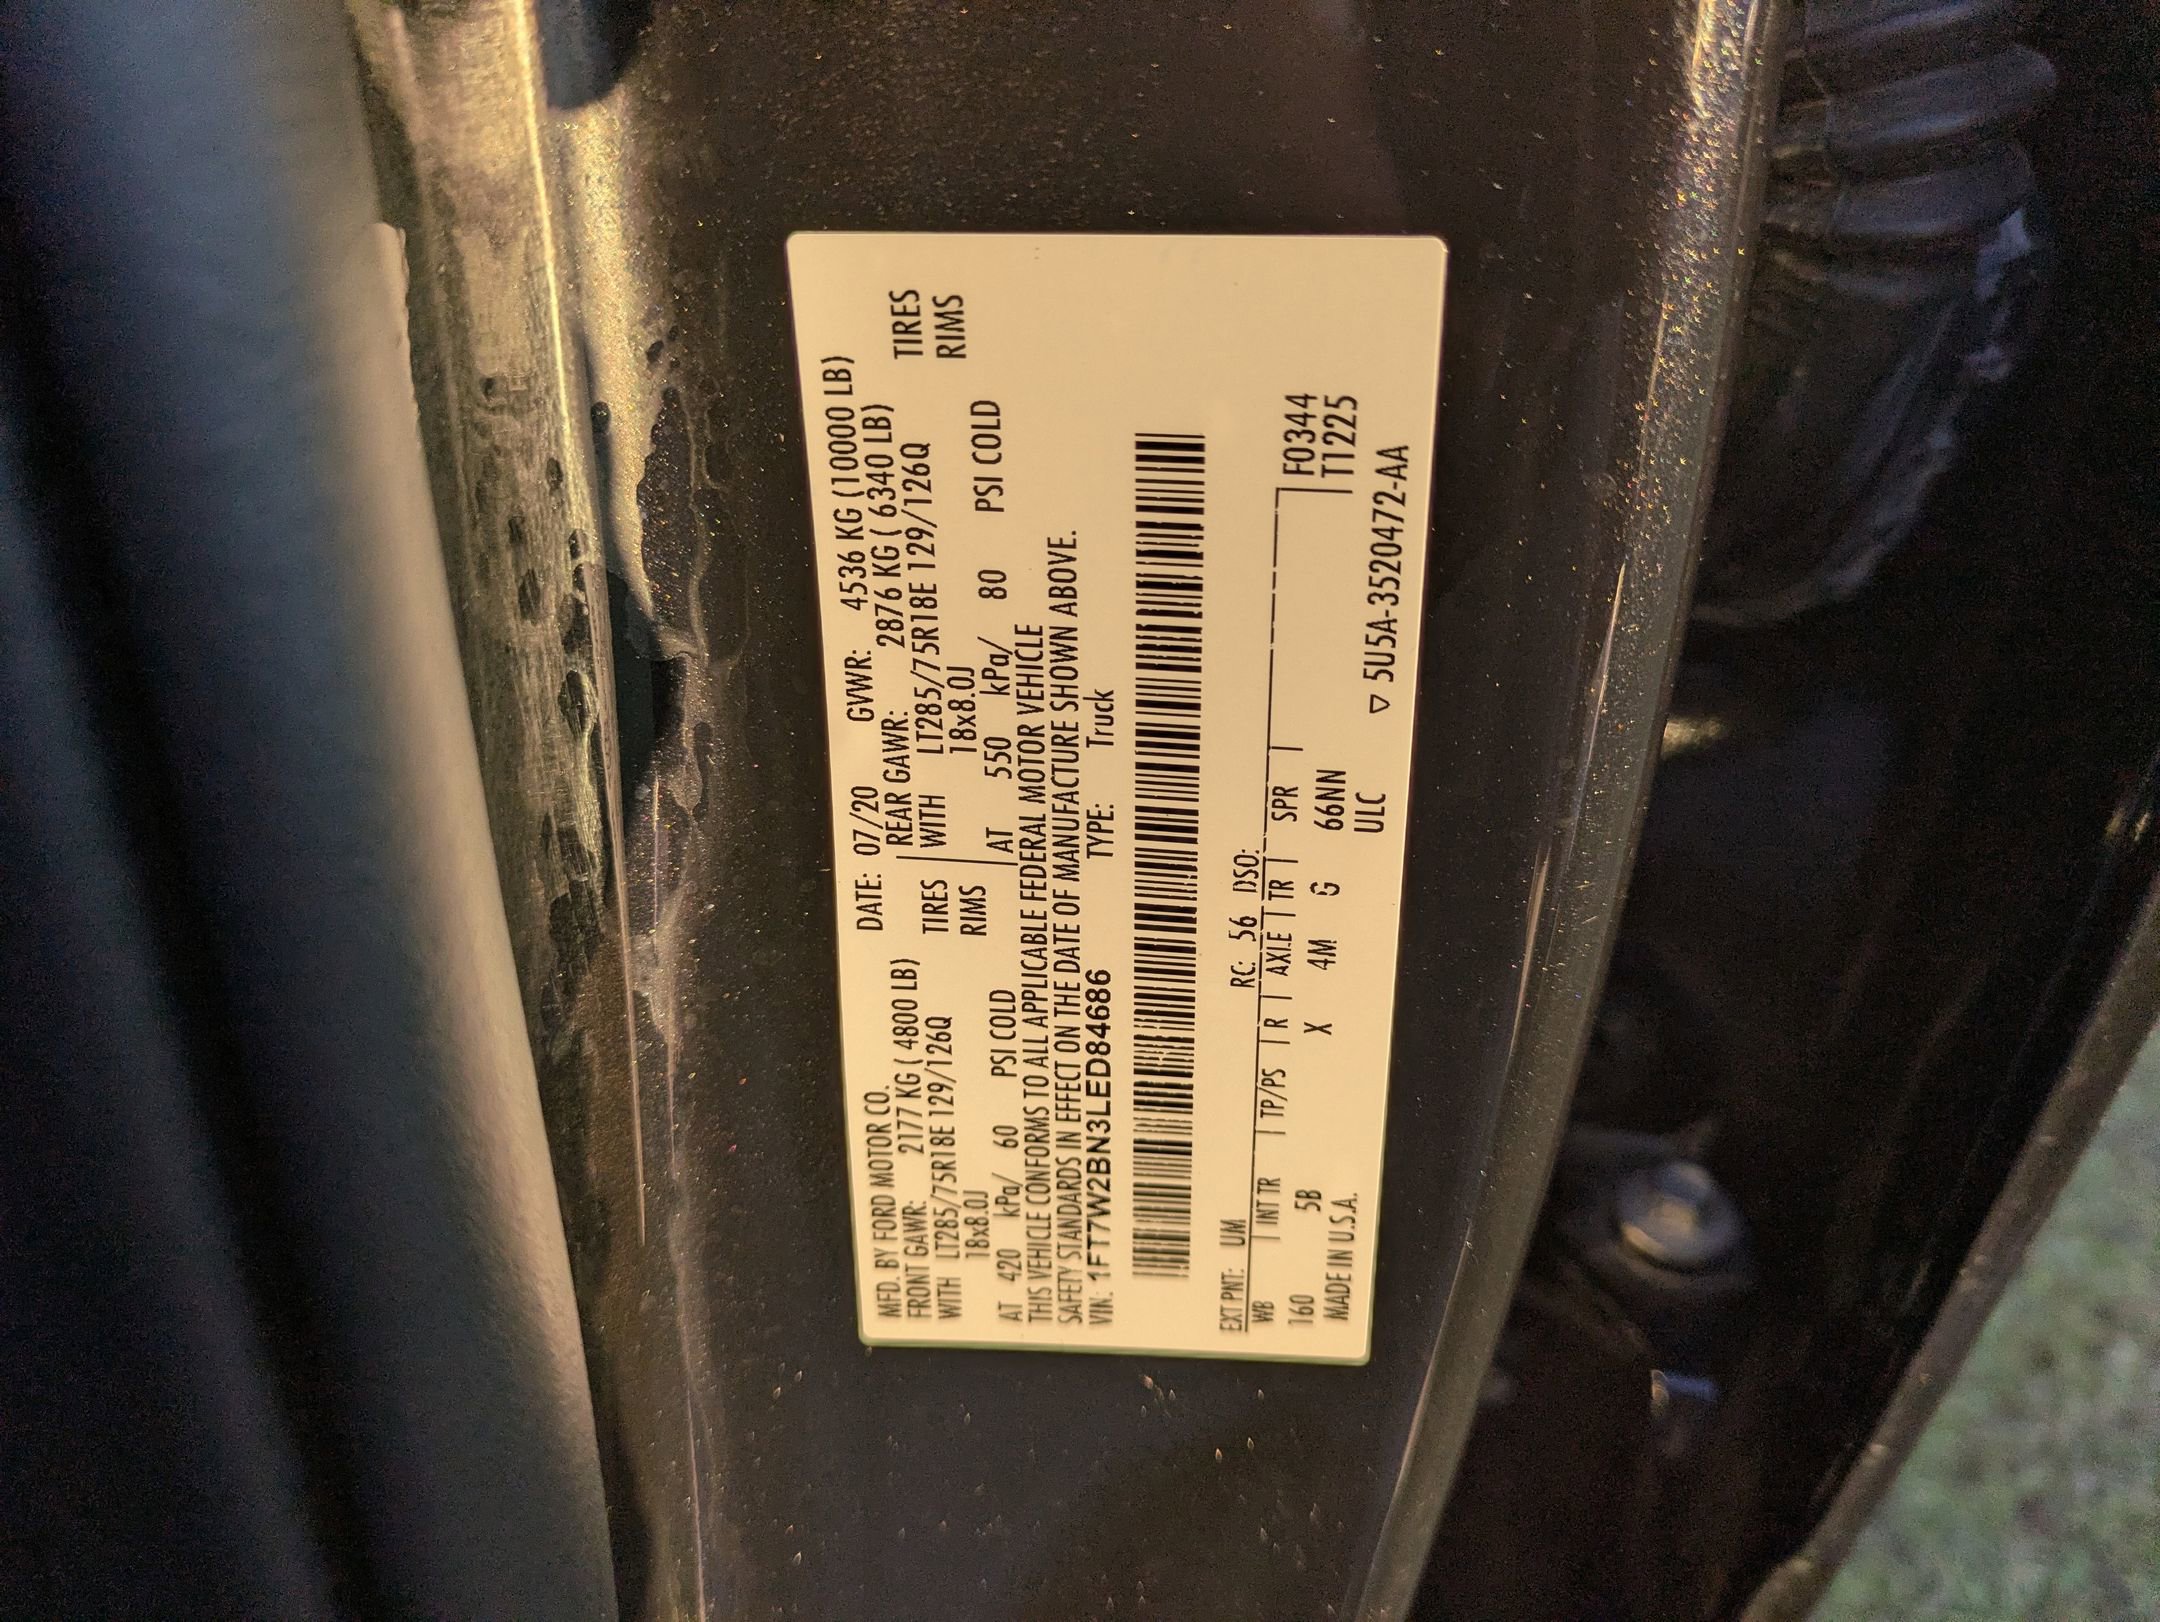 MFD. BY FORD MOTOR CO. DATE: 07/20 GVWR: 4536 KG (10000 LB)
FRONT GAWR: 2177 KG ( 4800 LB) REAR GAWR: 2876 KG ( 6340 LB)
WITH LT285/75R18E 129/126Q TIRES WITH LT285/75R18E 129/126Q TIRES
18x8.0J RIMS 18x8.0J RIMS
AT 420 kPa/ 60 PSI COLD AT 550 kPa/ 80 PSI COLD
THIS VEHICLE CONFORMS TO ALL APPLICABLE FEDERAL MOTOR VEHICLE
SAFETY STANDARDS IN EFFECT ON THE DATE OF MANUFACTURE SHOWN ABOVE.
VIN: 1FT7W2BN3LED84686 TYPE: Truck
EXT PNT: UM RC: 56 DSO:
WB INT TR TP/PS R AXLE TR SPR F0344
160 5B X 4M G 66NN T1225
MADE IN U.S.A. ULC
▽ 5U5A-3520472-AA